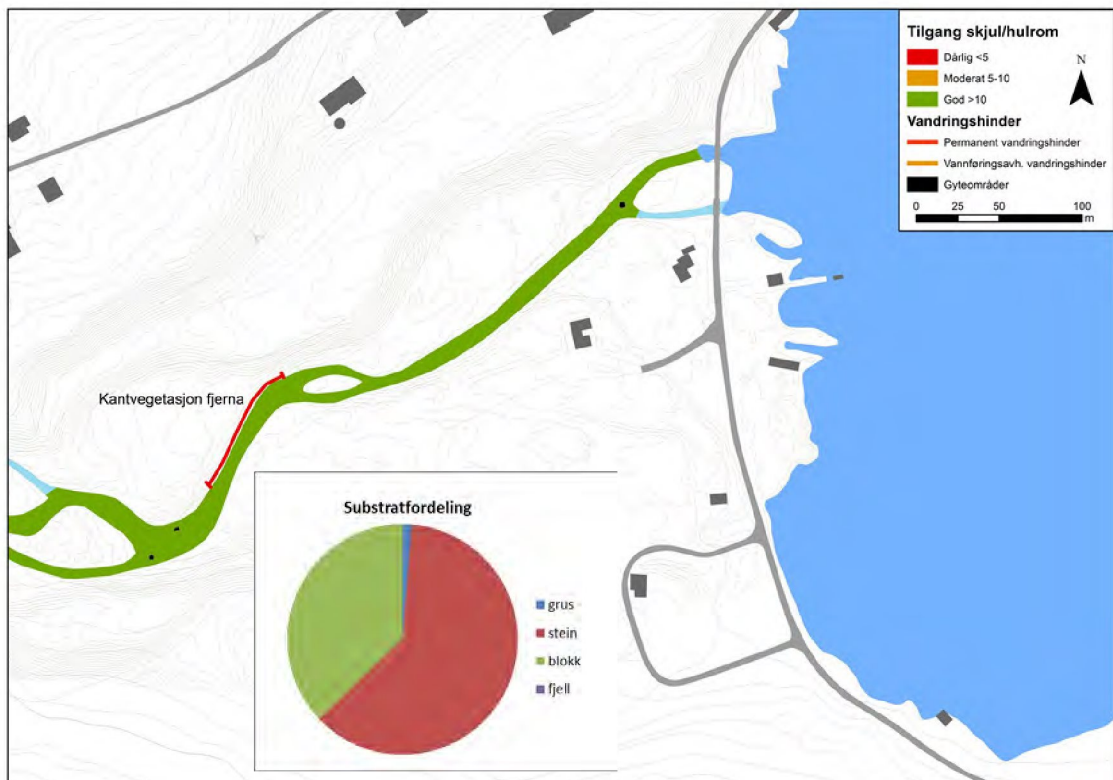 Tilgang skjul/hulrom
Dårlig <5
Moderat 5-10
God >10
N
Vandringshinder
Permanent vandringshinder
Vannføringsavh. vandringshinder
Gyteområder
0 25 50 100
m
Kantvegetasjon fjerna
Substratfordeling
grus
stein
blokk
fjell